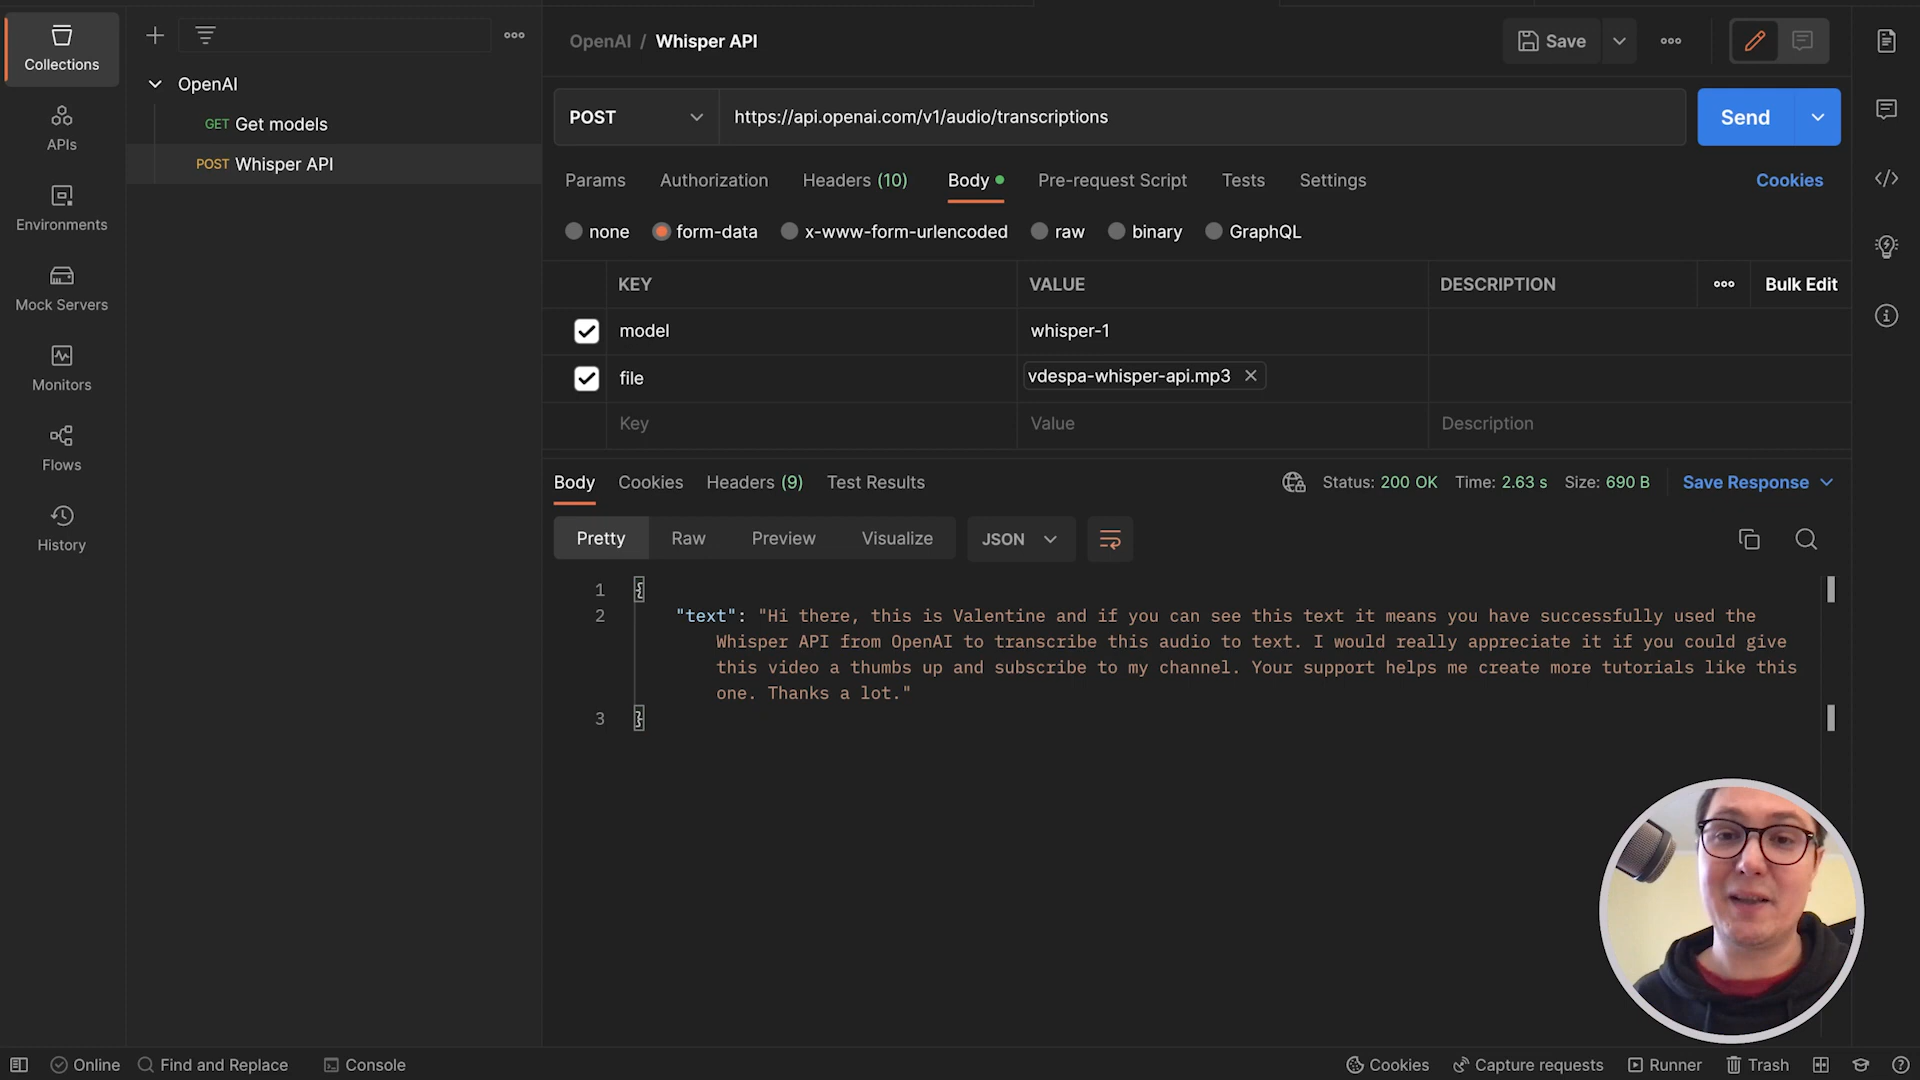 Collections
APIs
Environments
Mock Servers
Monitors
Flows
History
OpenAI
GET Get models
POST Whisper API
OpenAI / Whisper API
Save
POST
https://api.openai.com/v1/audio/transcriptions
Send
Params
Authorization
Headers (10)
Body
Pre-request Script
Tests
Settings
Cookies
none
form-data
x-www-form-urlencoded
raw
binary
GraphQL
KEY
VALUE
DESCRIPTION
Bulk Edit
model
whisper-1
file
vdespa-whisper-api.mp3
Key
Value
Description
Body
Cookies
Headers (9)
Test Results
Status: 200 OK
Time: 2.63 s
Size: 690 B
Save Response
Pretty
Raw
Preview
Visualize
JSON
1 {
2 "text": "Hi there, this is Valentine and if you can see this text it means you have successfully used the
Whisper API from OpenAI to transcribe this audio to text. I would really appreciate it if you could give
this video a thumbs up and subscribe to my channel. Your support helps me create more tutorials like this
one. Thanks a lot."
3 }
Online
Find and Replace
Console
Cookies
Capture requests
Runner
Trash